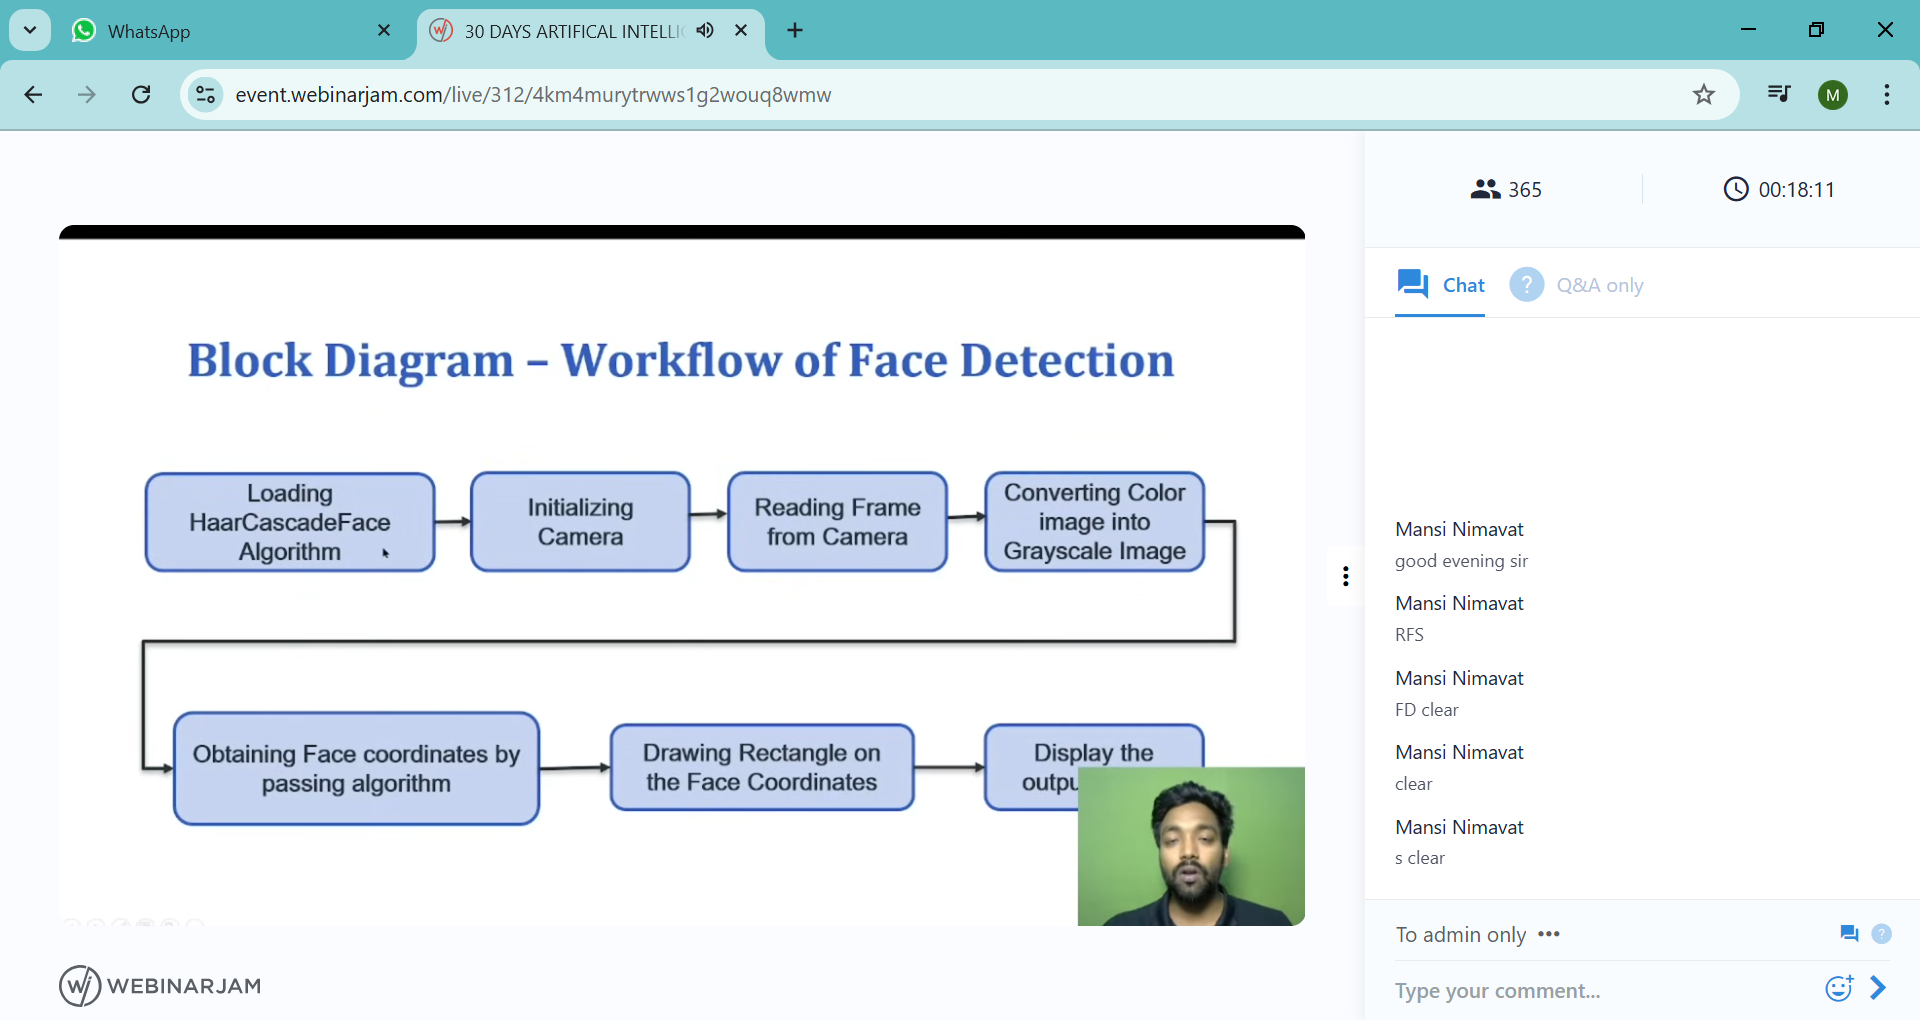 WhatsApp
30 DAYS ARTIFICAL INTELLI
event.webinarjam.com/live/312/4km4murytrwws1g2wouq8wmw
M
365
00:18:11
Chat
? Q&A only
Block Diagram – Workflow of Face Detection
Loading
HaarCascadeFace
Algorithm
Initializing
Camera
Reading Frame
from Camera
Converting Color
image into
Grayscale Image
Obtaining Face coordinates by
passing algorithm
Drawing Rectangle on
the Face Coordinates
Display the
Mansi Nimavat
good evening sir
Mansi Nimavat
RFS
Mansi Nimavat
FD clear
Mansi Nimavat
clear
Mansi Nimavat
s clear
To admin only •••
?
Type your comment...
WEBINARJAM